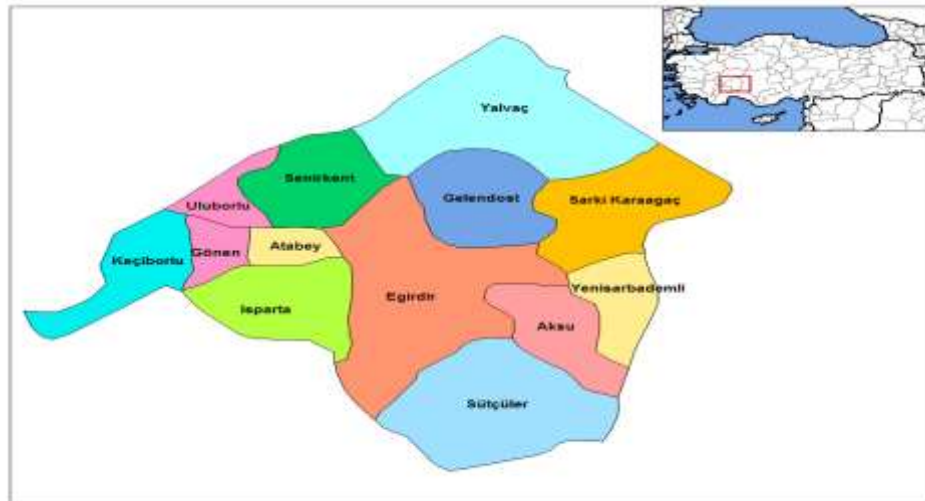 Yalvaç
Senirkent
Gelendost
Uluborlu
Sarki Karaagaç
Atabey
Gönen
Keçiborlu
Yenisarbademli
Egirdir
Isparta
Aksu
Sütçüler